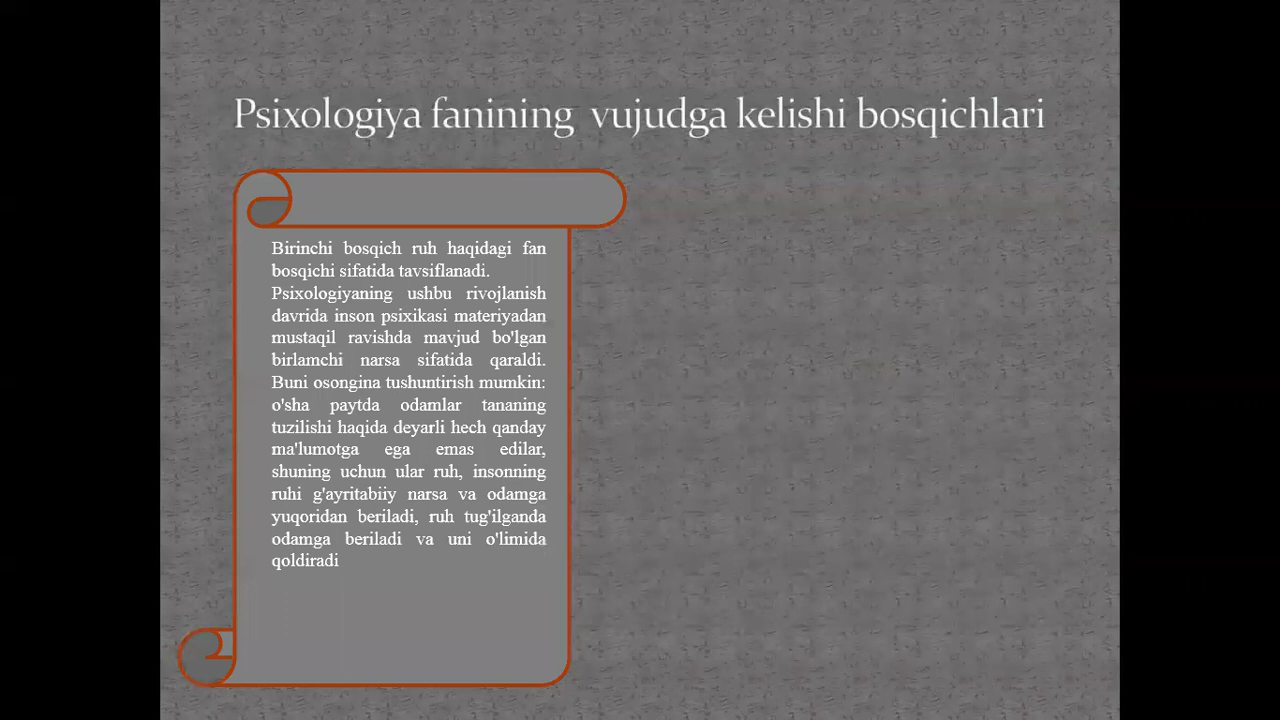 Psixologiya fanining vujudga kelishi bosqichlari
Birinchi bosqich ruh haqidagi fan
bosqichi sifatida tavsiflanadi.
Psixologiyaning ushbu rivojlanish
davrida inson psixikasi materiyadan
mustaqil ravishda mavjud bo'lgan
birlamchi narsa sifatida qaraldi.
Buni osongina tushuntirish mumkin:
o'sha paytda odamlar tananing
tuzilishi haqida deyarli hech qanday
ma'lumotga ega emas edilar,
shuning uchun ular ruh, insonning
ruhi g'ayritabiiy narsa va odamga
yuqoridan beriladi, ruh tug'ilganda
odamga beriladi va uni o'limida
qoldiradi